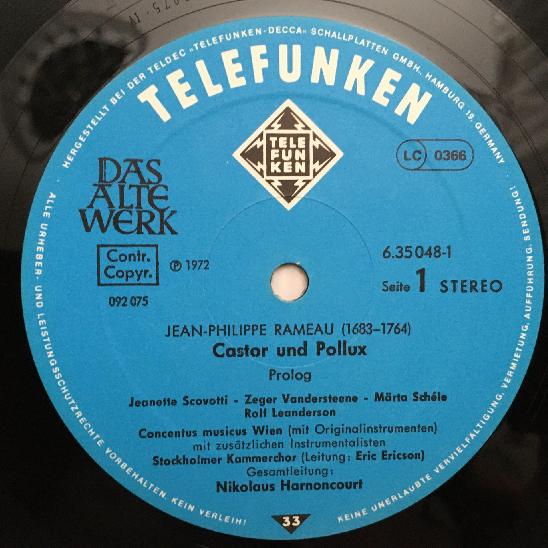 HERGESTELLT BEI DER TELDEC »TELEFUNKEN-DECCA« SCHALLPLATTEN GMBH, HAMBURG 19, GERMANY
TELEFUNKEN
TELE
FUN
KEN
LC 0366
DAS
ALTE
WERK
Contr.
Copyr.
092 075
℗ 1972
6.35 048-1
Seite 1 STEREO
JEAN-PHILIPPE RAMEAU (1683–1764)
Castor und Pollux
Prolog
Jeanette Scovotti - Zeger Vandersteene - Märta Schéle
Rolf Leanderson
Concentus musicus Wien (mit Originalinstrumenten)
mit zusätzlichen Instrumentalisten
Stockholmer Kammerchor (Leitung: Eric Ericson)
Gesamtleitung:
Nikolaus Harnoncourt
33
ALLE URHEBER- UND LEISTUNGSSCHUTZRECHTE VORBEHALTEN. KEIN VERLEIH! KEINE UNERLAUBTE VERVIELFÄLTIGUNG, VERMIETUNG, AUFFÜHRUNG, SENDUNG!